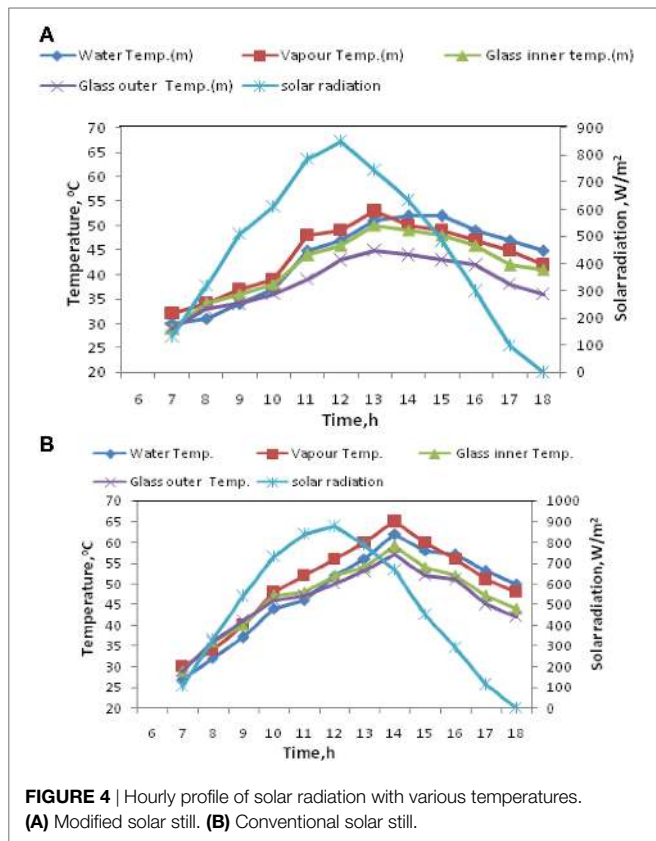 A
Water Temp.(m) Vapour Temp.(m) Glass inner temp.(m)
Glass outer Temp.(m) solar radiation
70 900
65 800
60 700
55 600
50 500
45 400
40 300
35 200
30 100
25 0
20
Temperature, ⁰C
Solar radiation ,W/m²
6 7 8 9 10 11 12 13 14 15 16 17 18
Time,h
B
Water Temp. Vapour Temp. Glass inner Temp.
Glass outer Temp. solar radiation
70 1000
65 900
60 800
55 700
50 600
45 500
40 400
35 300
30 200
25 100
20 0
Temperature, ⁰C
Solar radiation,W/m²
6 7 8 9 10 11 12 13 14 15 16 17 18
Time,h
FIGURE 4 | Hourly profile of solar radiation with various temperatures.
(A) Modified solar still. (B) Conventional solar still.